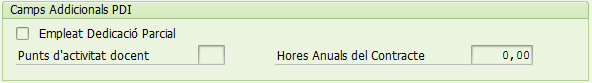 Camps Addicionals PDI
Empleat Dedicació Parcial
Punts d'activitat docent Hores Anuals del Contracte 0,00